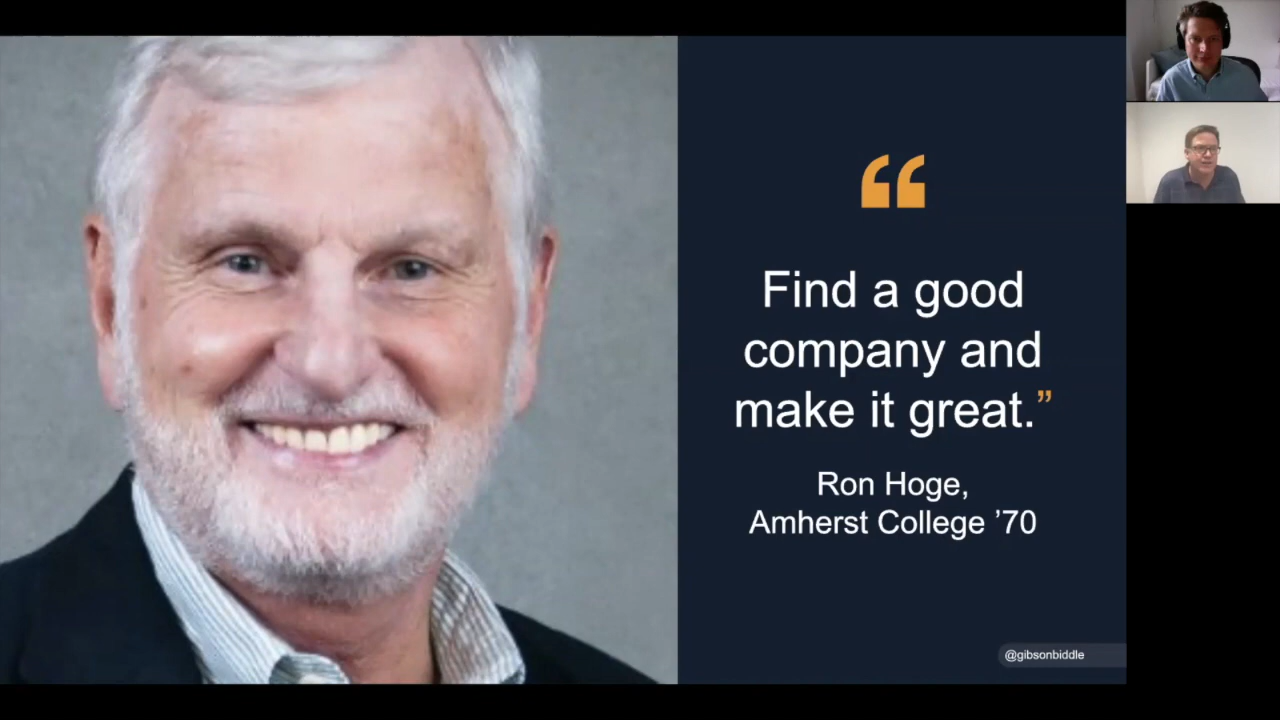 “
Find a good
company and
make it great.”
Ron Hoge,
Amherst College ’70
@gibsonbiddle